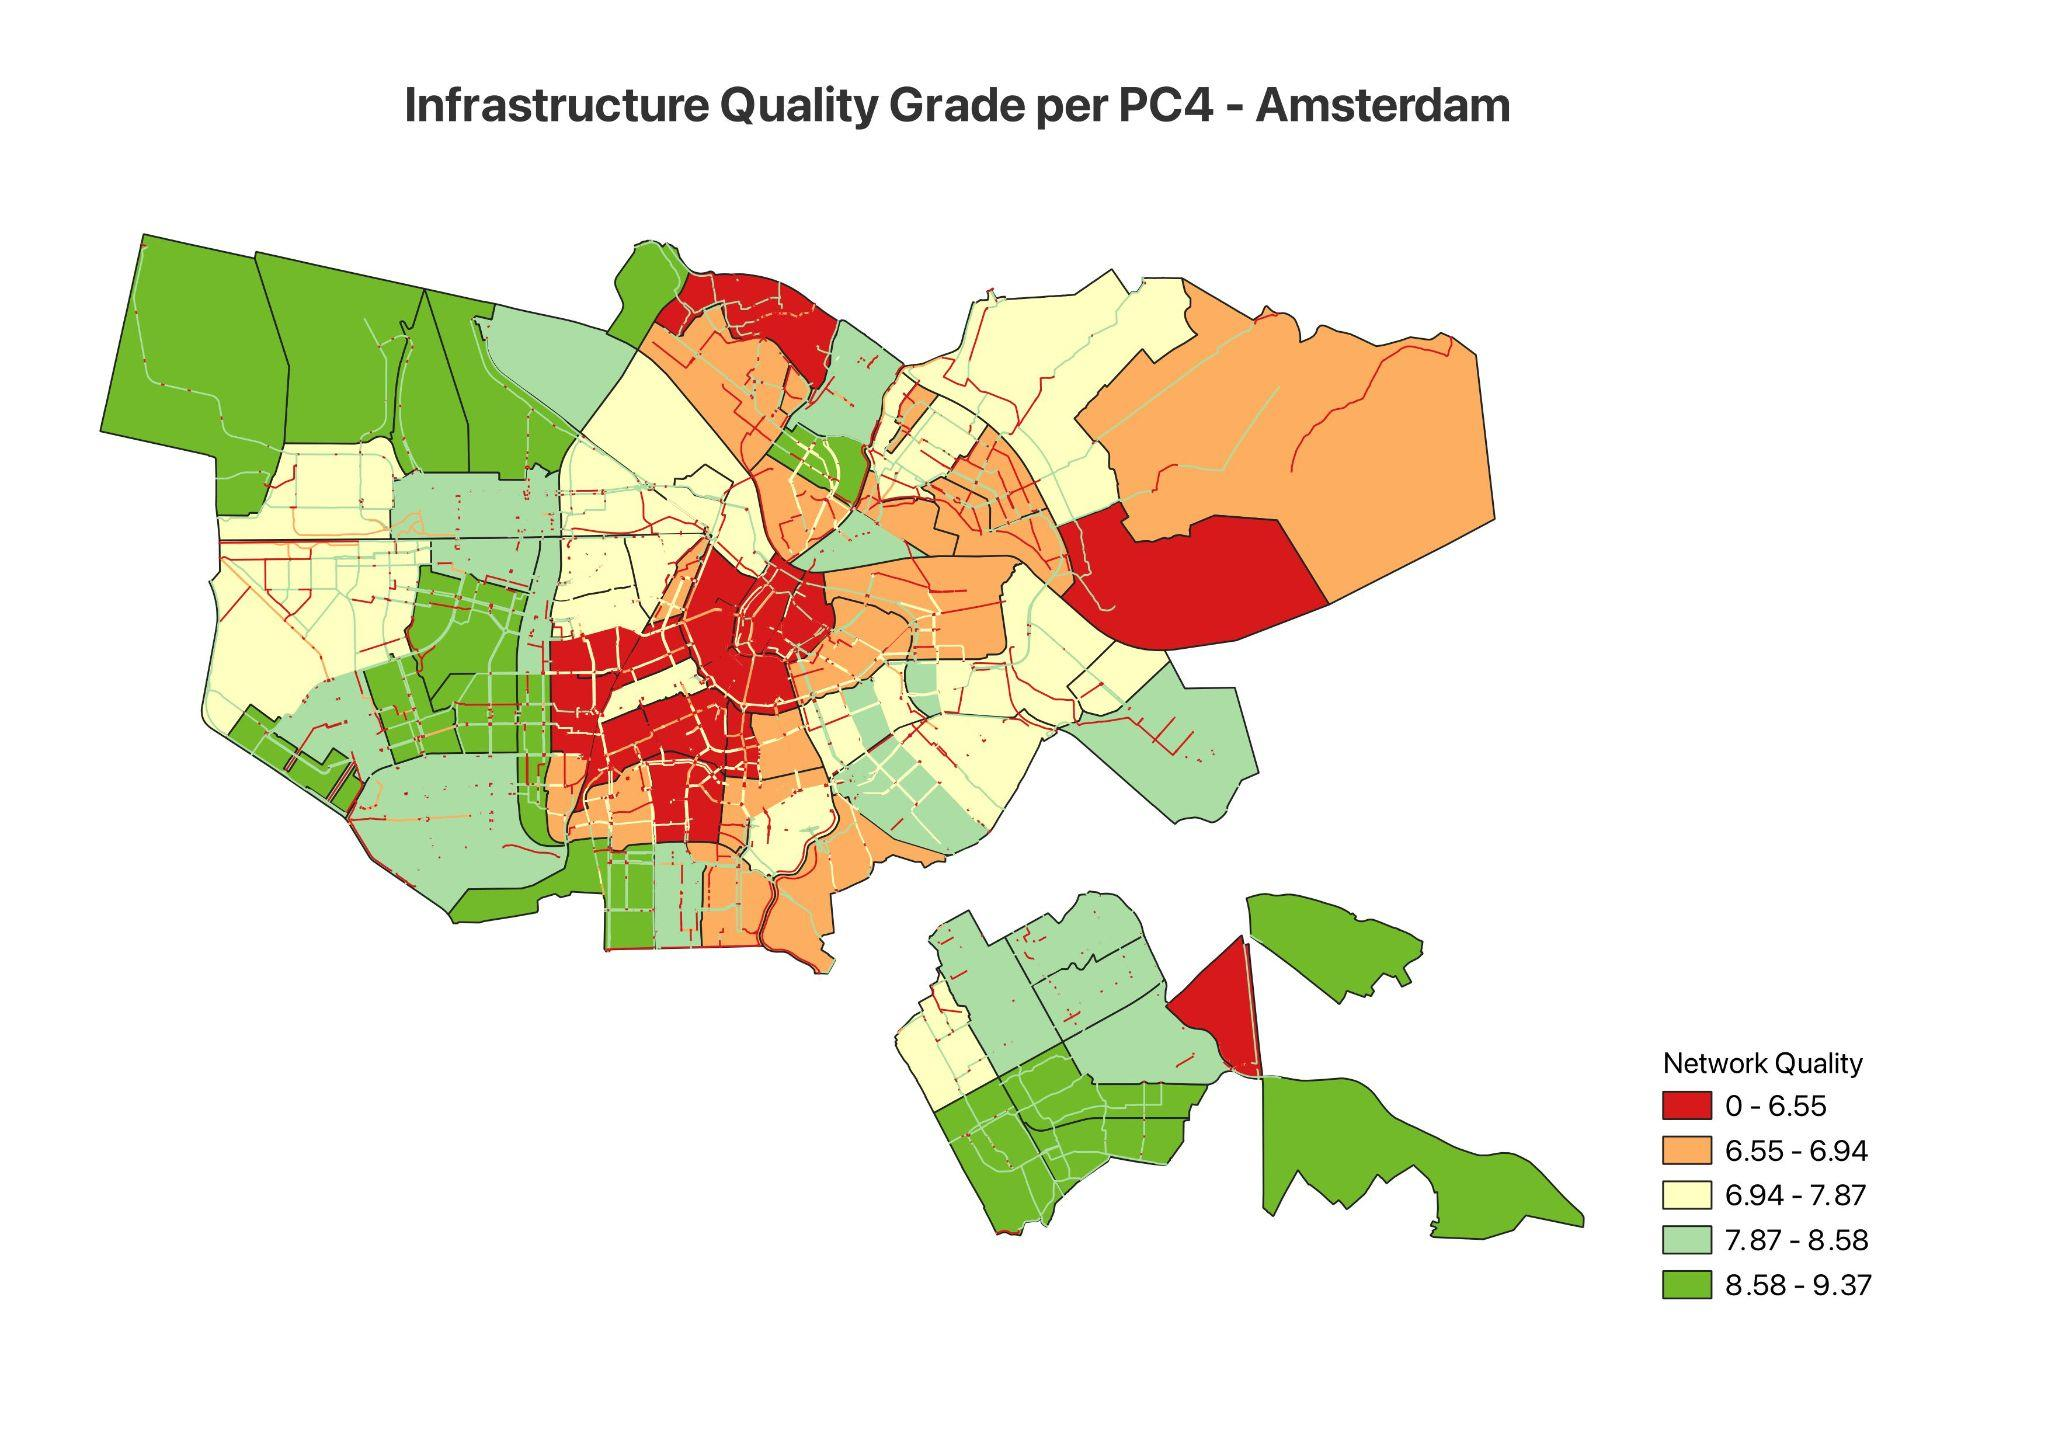 Infrastructure Quality Grade per PC4 - Amsterdam
Network Quality
0 - 6.55
6.55 - 6.94
6.94 - 7.87
7.87 - 8.58
8.58 - 9.37